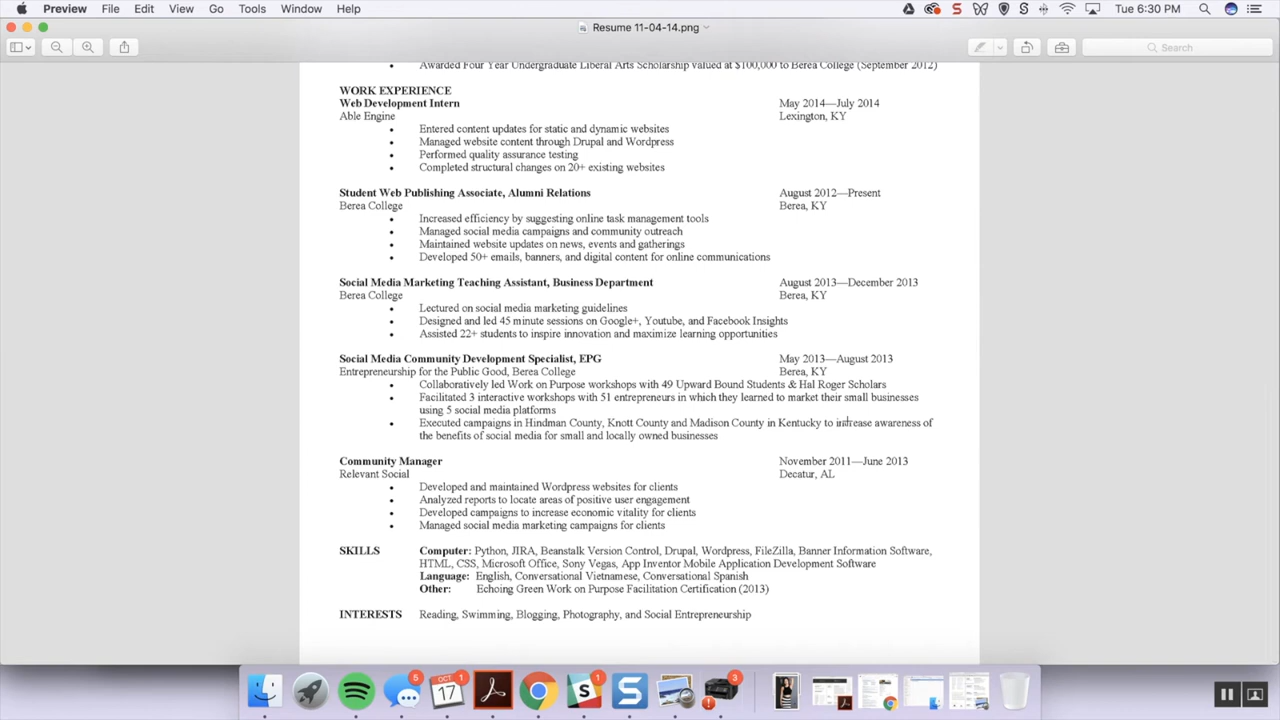 Preview File Edit View Go Tools Window Help Tue 6:30 PM
Resume 11-04-14.png
Search
• Awarded Four Year Undergraduate Liberal Arts Scholarship valued at $100,000 to Berea College (September 2012)
WORK EXPERIENCE
Web Development Intern May 2014—July 2014
Able Engine Lexington, KY
• Entered content updates for static and dynamic websites
• Managed website content through Drupal and Wordpress
• Performed quality assurance testing
• Completed structural changes on 20+ existing websites
Student Web Publishing Associate, Alumni Relations August 2012—Present
Berea College Berea, KY
• Increased efficiency by suggesting online task management tools
• Managed social media campaigns and community outreach
• Maintained website updates on news, events and gatherings
• Developed 50+ emails, banners, and digital content for online communications
Social Media Marketing Teaching Assistant, Business Department August 2013—December 2013
Berea College Berea, KY
• Lectured on social media marketing guidelines
• Designed and led 45 minute sessions on Google+, Youtube, and Facebook Insights
• Assisted 22+ students to inspire innovation and maximize learning opportunities
Social Media Community Development Specialist, EPG May 2013—August 2013
Entrepreneurship for the Public Good, Berea College Berea, KY
• Collaboratively led Work on Purpose workshops with 49 Upward Bound Students & Hal Roger Scholars
• Facilitated 3 interactive workshops with 51 entrepreneurs in which they learned to market their small businesses
using 5 social media platforms
• Executed campaigns in Hindman County, Knott County and Madison County in Kentucky to increase awareness of
the benefits of social media for small and locally owned businesses
Community Manager November 2011—June 2013
Relevant Social Decatur, AL
• Developed and maintained Wordpress websites for clients
• Analyzed reports to locate areas of positive user engagement
• Developed campaigns to increase economic vitality for clients
• Managed social media marketing campaigns for clients
SKILLS Computer: Python, JIRA, Beanstalk Version Control, Drupal, Wordpress, FileZilla, Banner Information Software,
HTML, CSS, Microsoft Office, Sony Vegas, App Inventor Mobile Application Development Software
Language: English, Conversational Vietnamese, Conversational Spanish
Other: Echoing Green Work on Purpose Facilitation Certification (2013)
INTERESTS Reading, Swimming, Blogging, Photography, and Social Entrepreneurship
5 OCT 17 1 1 3